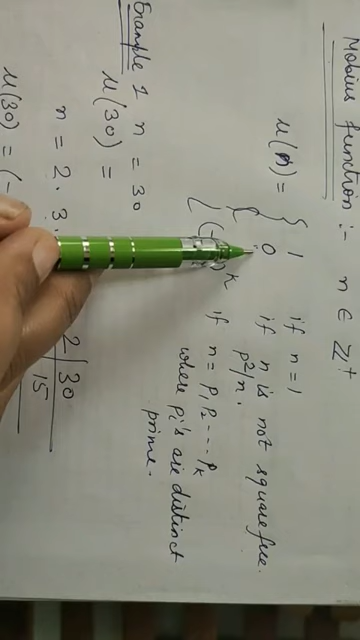 Mobius function :- n ∈ Z⁺
μ(n) = { 1 if n=1
0 if n is not square free.
p²/n.
(-1)ᵏ if n = p₁p₂ --- pₖ
where pᵢ's are distinct
prime.
Example 1 n = 30
μ(30) =
n = 2. 3.
2 | 30
15
μ(30) = (-